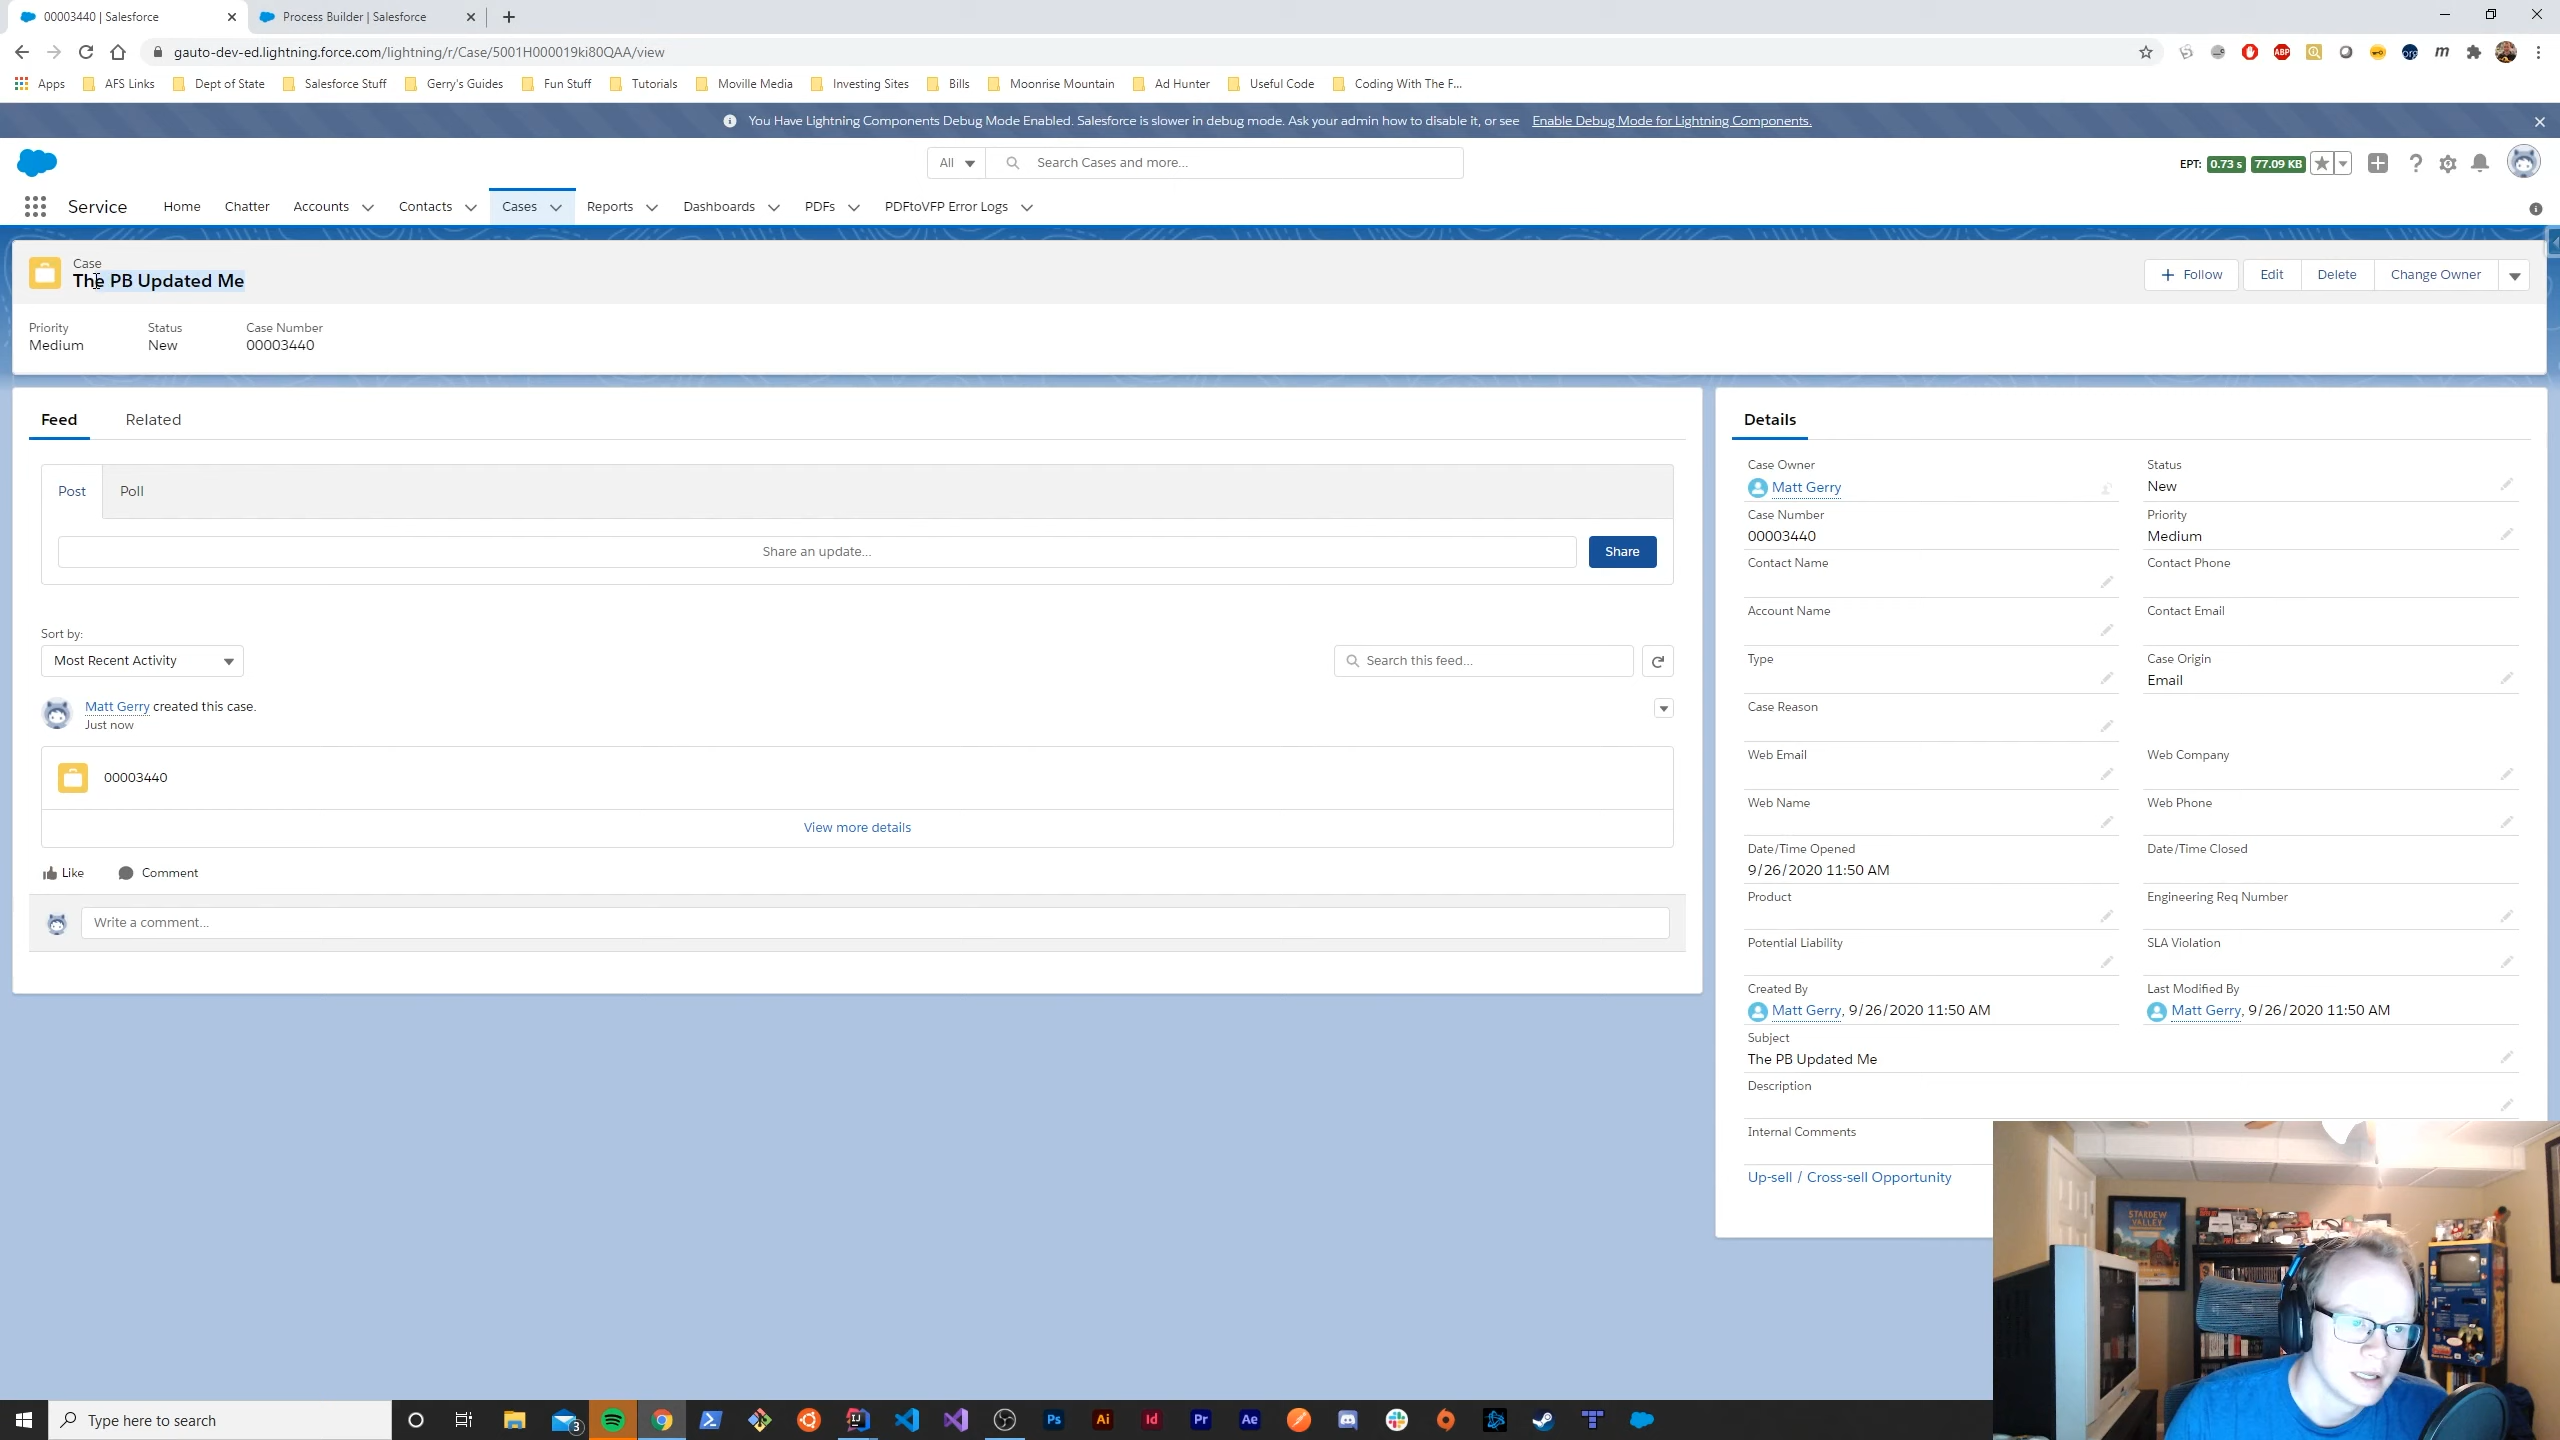 00003440 | Salesforce
Process Builder | Salesforce
gauto-dev-ed.lightning.force.com/lightning/r/Case/5001H000019ki80QAA/view
ABP
m
Apps
AFS Links
Dept of State
Salesforce Stuff
Gerry's Guides
Fun Stuff
Tutorials
Moville Media
Investing Sites
Bills
Moonrise Mountain
Ad Hunter
Useful Code
Coding With The F...
You Have Lightning Components Debug Mode Enabled. Salesforce is slower in debug mode. Ask your admin how to disable it, or see Enable Debug Mode for Lightning Components.
All
Search Cases and more...
EPT: 0.73 s 77.09 KB
Service
Home
Chatter
Accounts
Contacts
Cases
Reports
Dashboards
PDFs
PDFtoVFP Error Logs
Case
The PB Updated Me
Follow
Edit
Delete
Change Owner
Priority
Medium
Status
New
Case Number
00003440
Feed
Related
Post
Poll
Share an update...
Share
Sort by:
Most Recent Activity
Search this feed...
Matt Gerry created this case.
Just now
00003440
View more details
Like
Comment
Write a comment...
Details
Case Owner
Matt Gerry
Status
New
Case Number
00003440
Priority
Medium
Contact Name
Contact Phone
Account Name
Contact Email
Type
Case Origin
Email
Case Reason
Web Email
Web Company
Web Name
Web Phone
Date/Time Opened
9/26/2020 11:50 AM
Date/Time Closed
Product
Engineering Req Number
Potential Liability
SLA Violation
Created By
Matt Gerry, 9/26/2020 11:50 AM
Last Modified By
Matt Gerry, 9/26/2020 11:50 AM
Subject
The PB Updated Me
Description
Internal Comments
Up-sell / Cross-sell Opportunity
STARDEW
VALLEY
Type here to search
3
IJ
Ps
Ai
Id
Pr
Ae